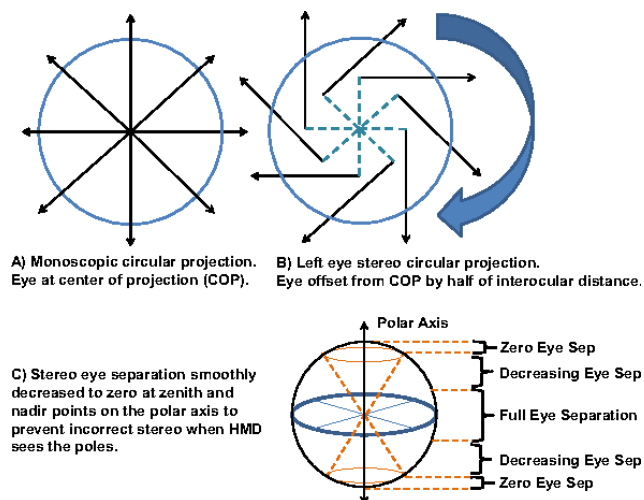 A) Monoscopic circular projection.
Eye at center of projection (COP).
B) Left eye stereo circular projection.
Eye offset from COP by half of interocular distance.
Polar Axis
C) Stereo eye separation smoothly
decreased to zero at zenith and
nadir points on the polar axis to
prevent incorrect stereo when HMD
sees the poles.
Zero Eye Sep
Decreasing Eye Sep
Full Eye Separation
Decreasing Eye Sep
Zero Eye Sep